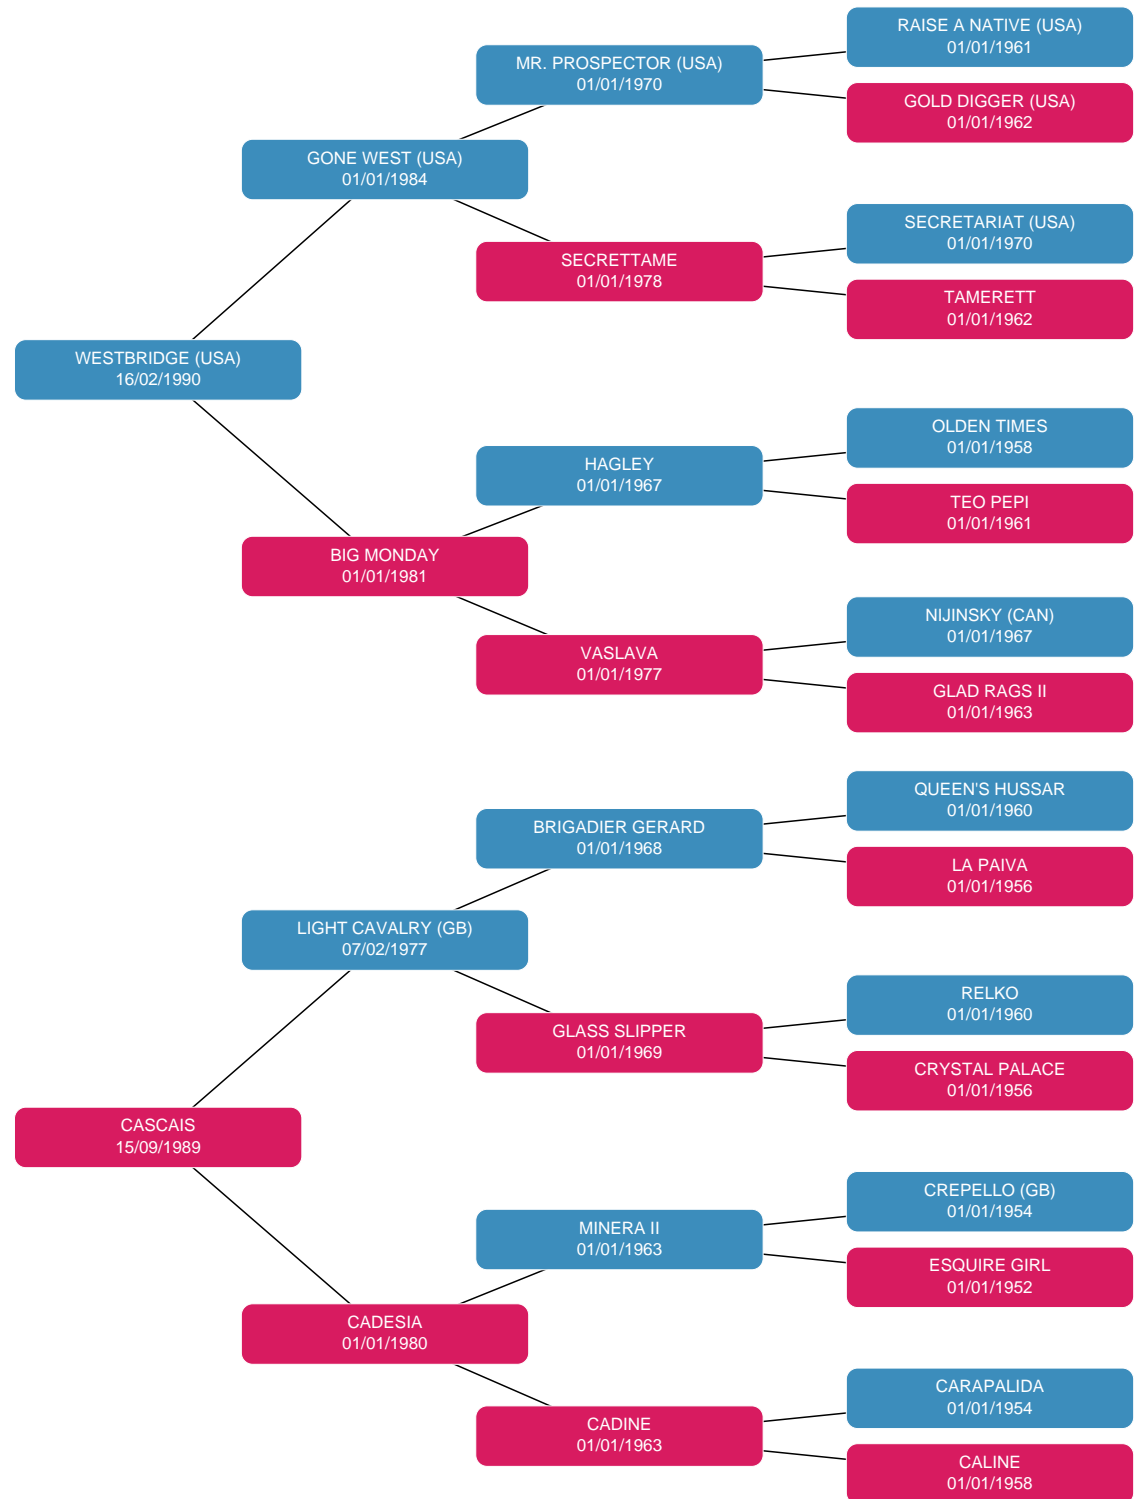 RAISE A NATIVE (USA)
01/01/1961
MR. PROSPECTOR (USA)
01/01/1970
GOLD DIGGER (USA)
01/01/1962
GONE WEST (USA)
01/01/1984
SECRETARIAT (USA)
01/01/1970
SECRETTAME
01/01/1978
TAMERETT
01/01/1962
WESTBRIDGE (USA)
16/02/1990
OLDEN TIMES
01/01/1958
HAGLEY
01/01/1967
TEO PEPI
01/01/1961
BIG MONDAY
01/01/1981
NIJINSKY (CAN)
01/01/1967
VASLAVA
01/01/1977
GLAD RAGS II
01/01/1963
QUEEN'S HUSSAR
01/01/1960
BRIGADIER GERARD
01/01/1968
LA PAIVA
01/01/1956
LIGHT CAVALRY (GB)
07/02/1977
RELKO
01/01/1960
GLASS SLIPPER
01/01/1969
CRYSTAL PALACE
01/01/1956
CASCAIS
15/09/1989
CREPELLO (GB)
01/01/1954
MINERA II
01/01/1963
ESQUIRE GIRL
01/01/1952
CADESIA
01/01/1980
CARAPALIDA
01/01/1954
CADINE
01/01/1963
CALINE
01/01/1958